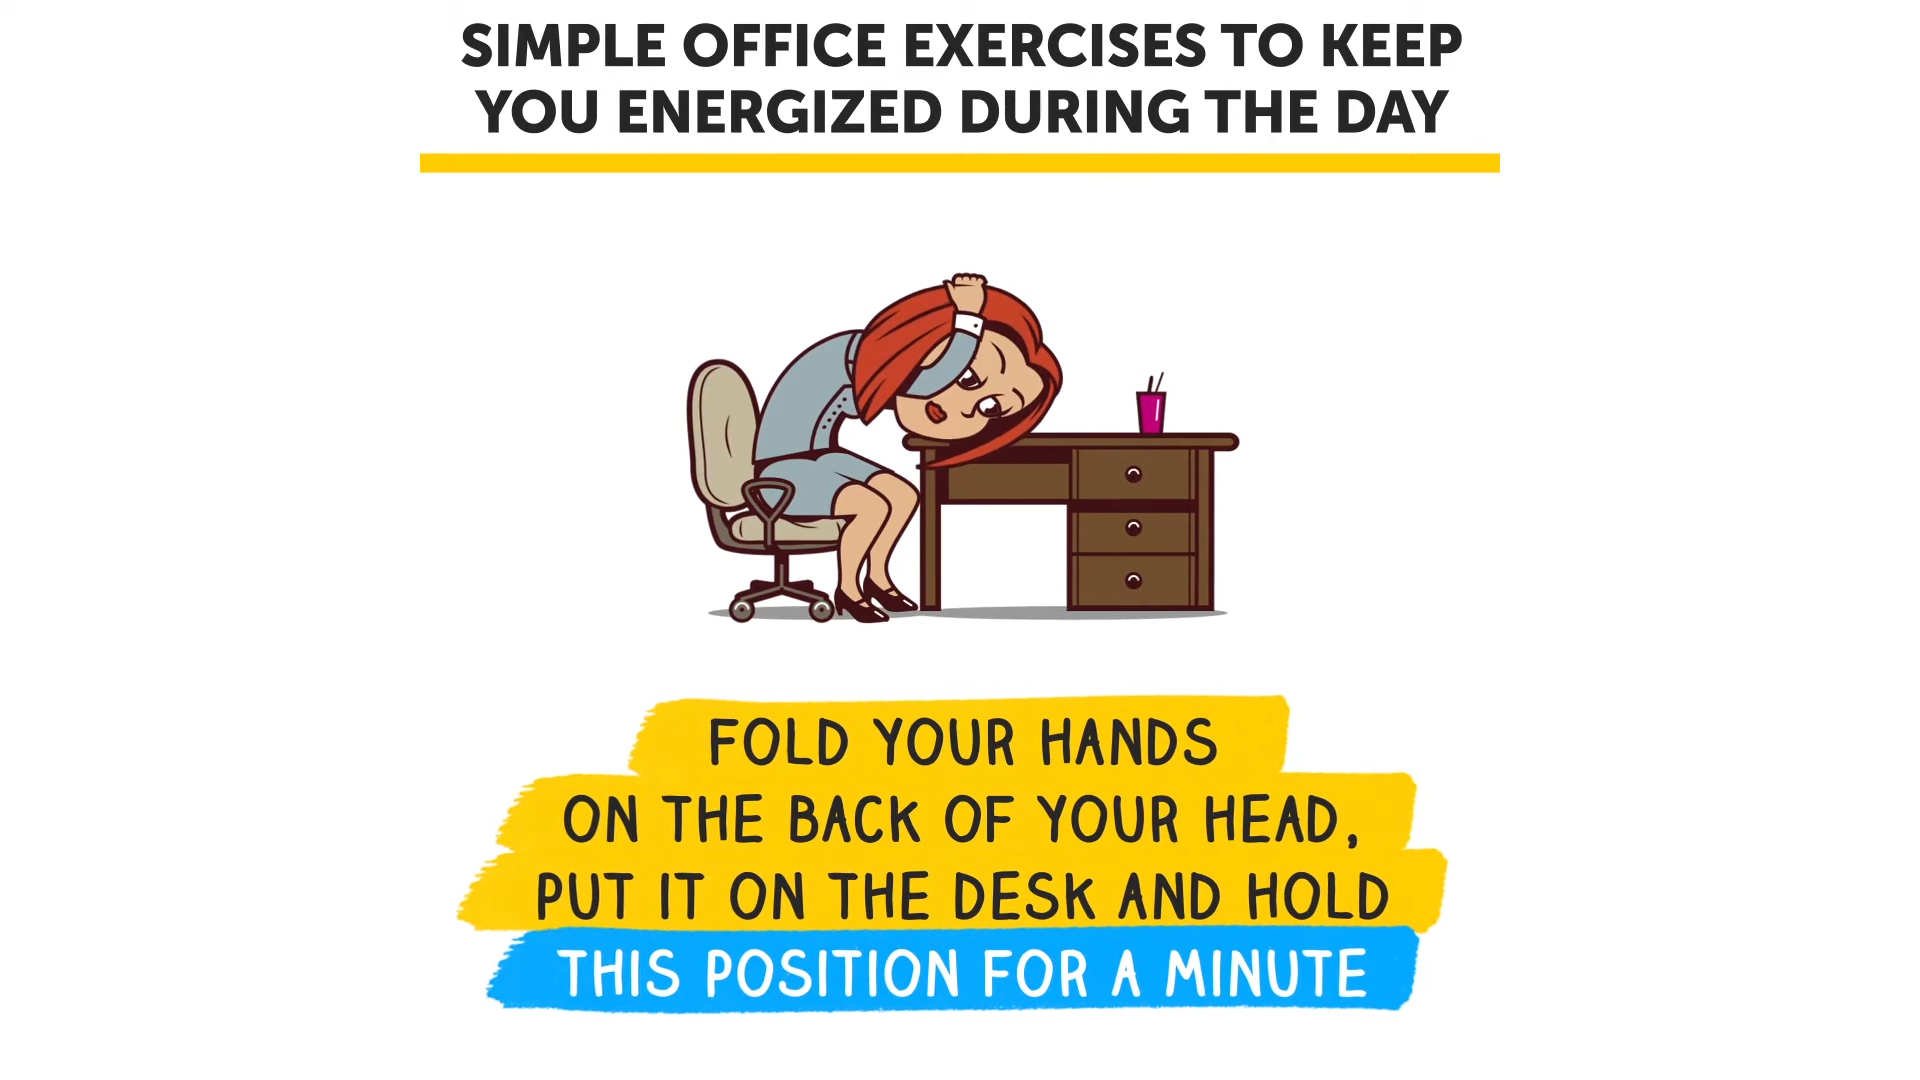 SIMPLE OFFICE EXERCISES TO KEEP
YOU ENERGIZED DURING THE DAY
FOLD YOUR HANDS
ON THE BACK OF YOUR HEAD,
PUT IT ON THE DESK AND HOLD
THIS POSITION FOR A MINUTE